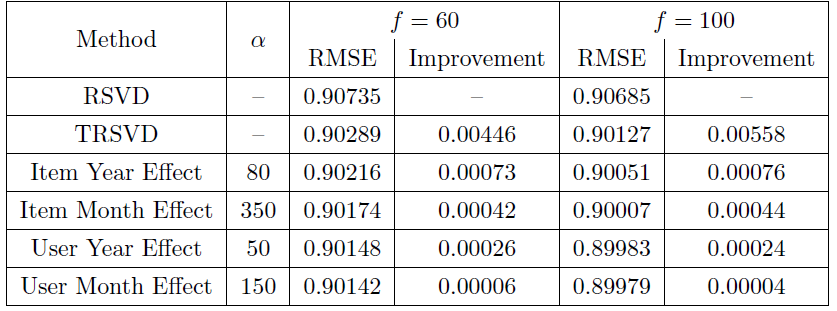 Method α f = 60 f = 100
RMSE Improvement RMSE Improvement
RSVD – 0.90735 – 0.90685 –
TRSVD – 0.90289 0.00446 0.90127 0.00558
Item Year Effect 80 0.90216 0.00073 0.90051 0.00076
Item Month Effect 350 0.90174 0.00042 0.90007 0.00044
User Year Effect 50 0.90148 0.00026 0.89983 0.00024
User Month Effect 150 0.90142 0.00006 0.89979 0.00004